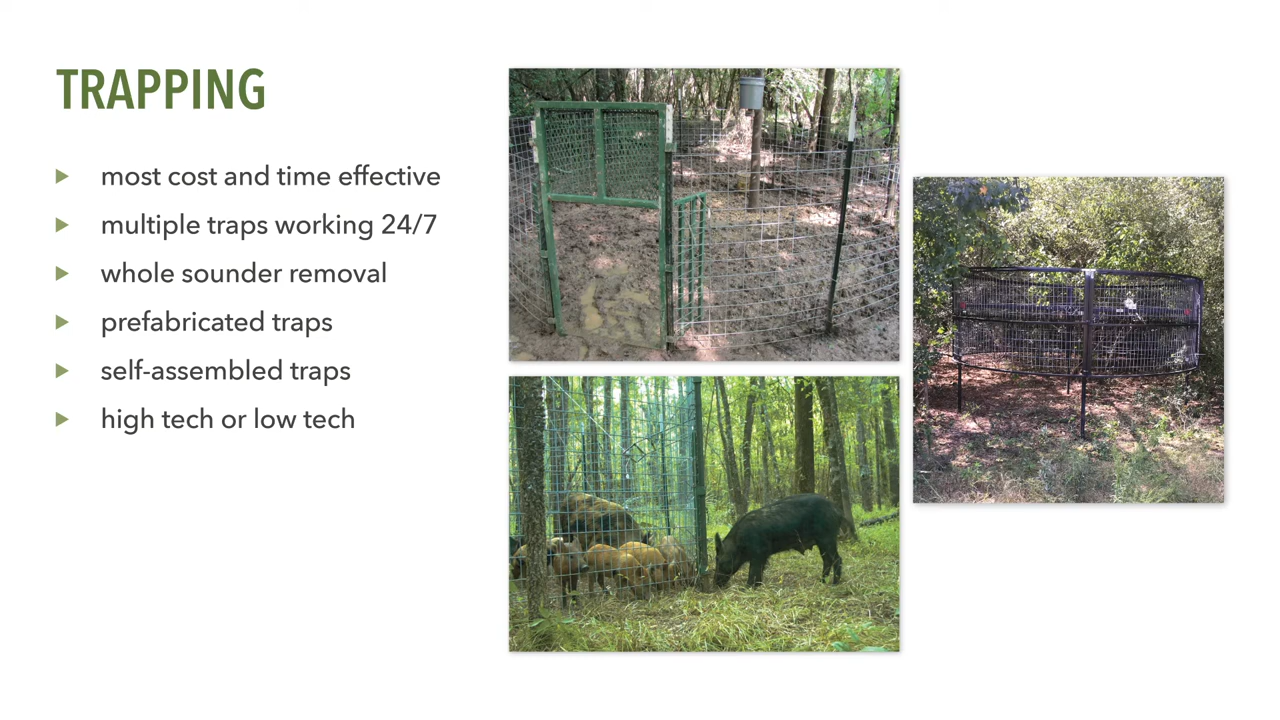 TRAPPING
most cost and time effective
multiple traps working 24/7
whole sounder removal
prefabricated traps
self-assembled traps
high tech or low tech